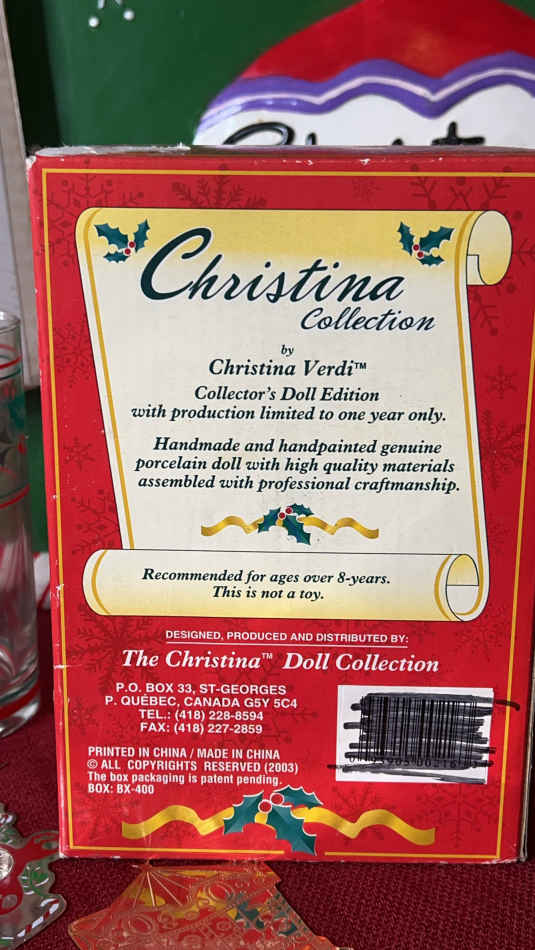 Christina
Collection
by
Christina Verdi™
Collector's Doll Edition
with production limited to one year only.
Handmade and handpainted genuine
porcelain doll with high quality materials
assembled with professional craftmanship.
Recommended for ages over 8-years.
This is not a toy.
DESIGNED, PRODUCED AND DISTRIBUTED BY:
The Christina™ Doll Collection
P.O. BOX 33, ST-GEORGES
P. QUÉBEC, CANADA G5Y 5C4
TEL.: (418) 228-8594
FAX: (418) 227-2859
PRINTED IN CHINA / MADE IN CHINA
© ALL COPYRIGHTS RESERVED (2003)
The box packaging is patent pending.
BOX: BX-400